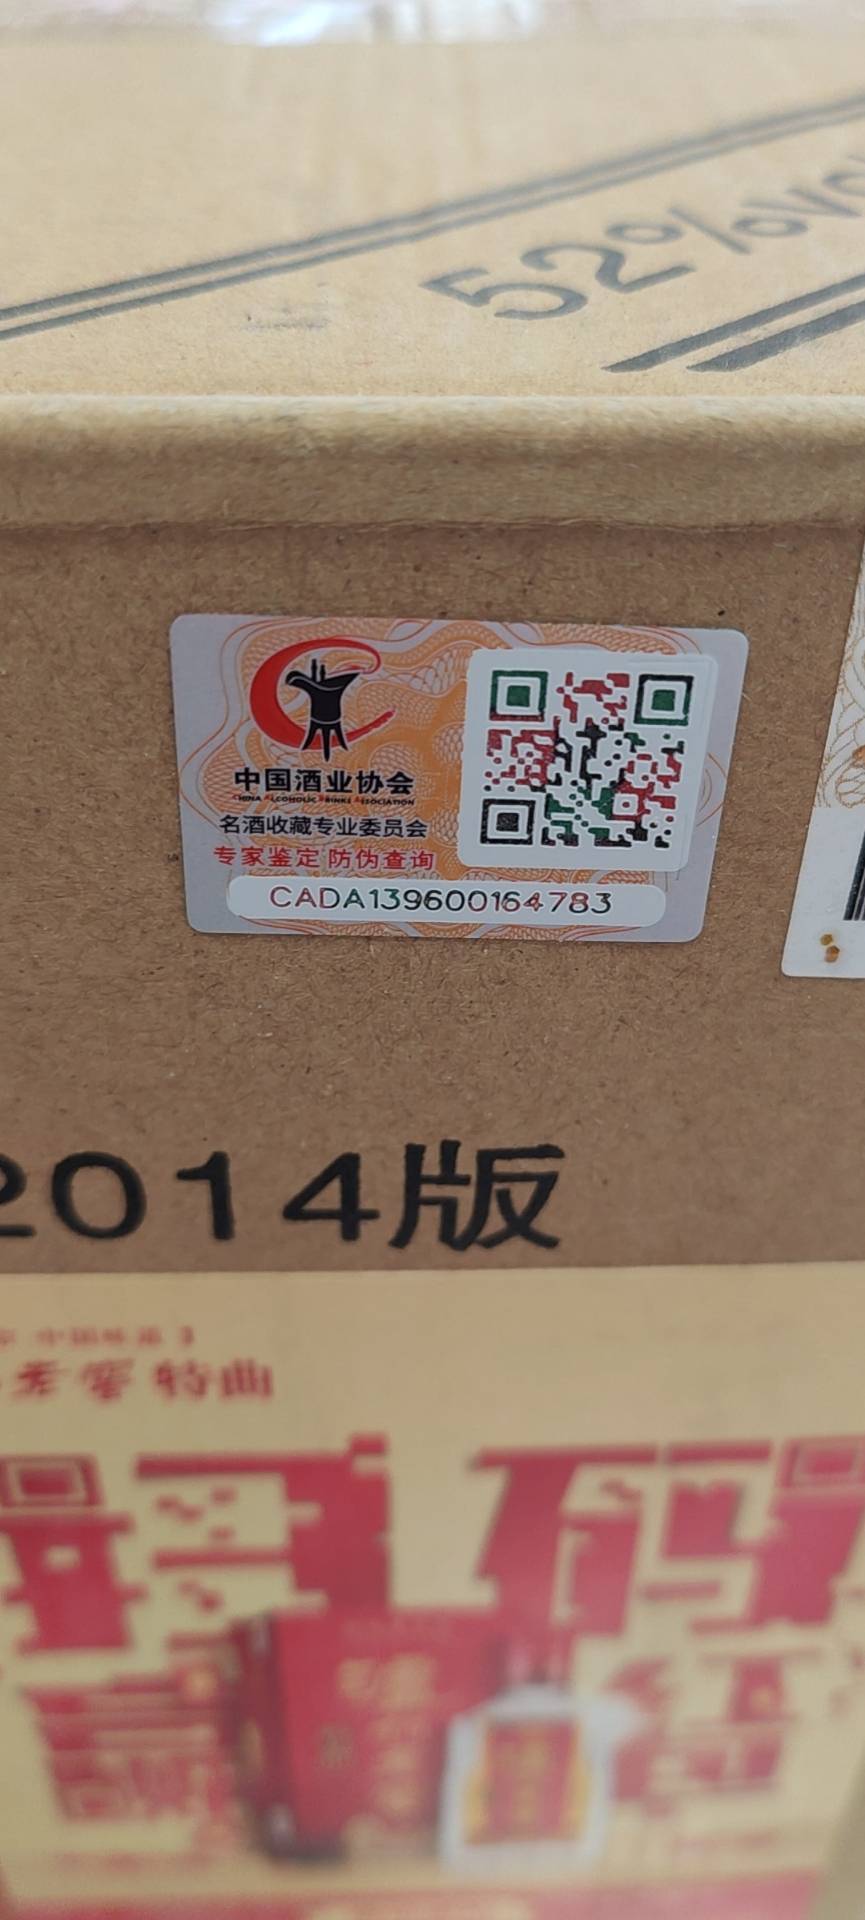 52%vo
中国酒业协会
CHINA ALCOHOLIC DRINKS ASSOCIATION
名酒收藏专业委员会
专家鉴定 防伪查询
CADA139600164783
2014版
老窖特曲